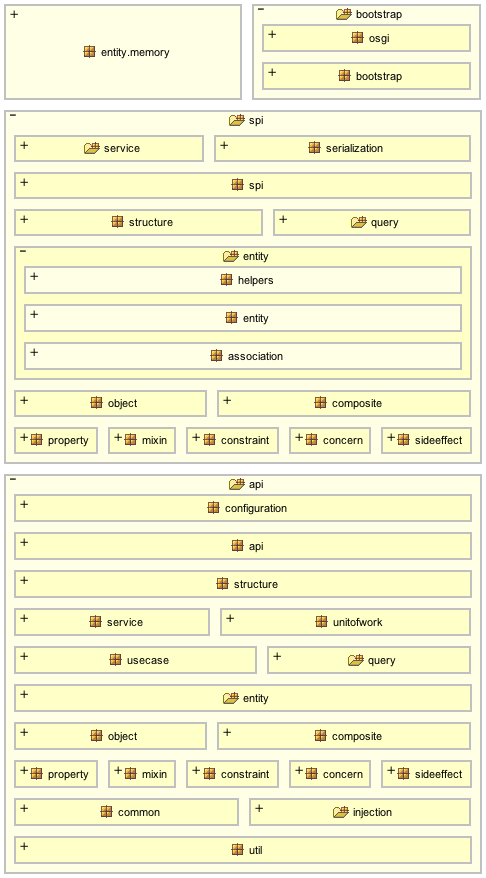 + entity.memory
− bootstrap
+ osgi
+ bootstrap
− spi
+ service + serialization
+ spi
+ structure + query
− entity
+ helpers
+ entity
+ association
+ object + composite
+ property + mixin + constraint + concern + sideeffect
− api
+ configuration
+ api
+ structure
+ service + unitofwork
+ usecase + query
+ entity
+ object + composite
+ property + mixin + constraint + concern + sideeffect
+ common + injection
+ util